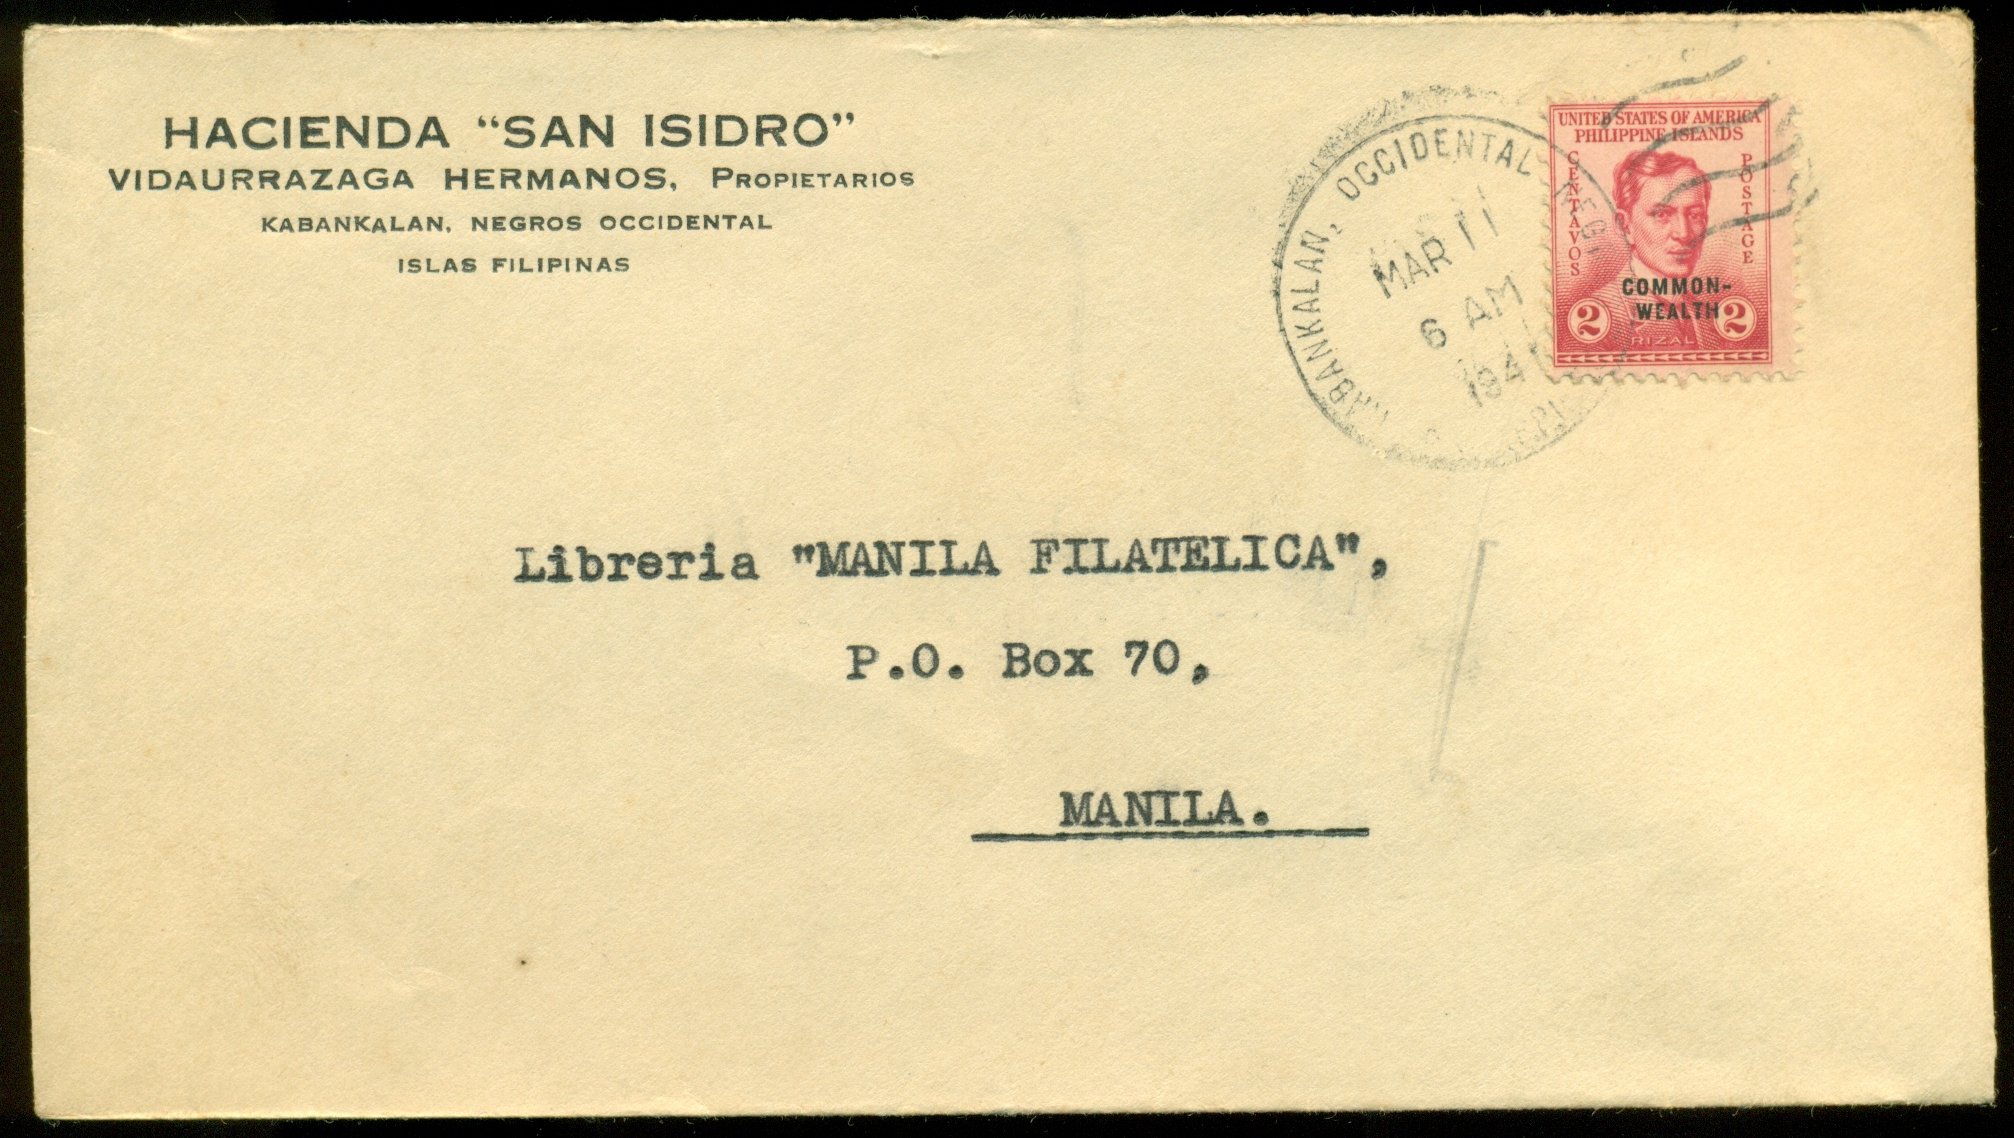 HACIENDA "SAN ISIDRO"
VIDAURRAZAGA HERMANOS, PROPIETARIOS
KABANKALAN, NEGROS OCCIDENTAL
ISLAS FILIPINAS
OCCIDENTAL
MAR 11
6 AM
UNITED STATES OF AMERICA
PHILIPPINE ISLANDS
CENTAVOS
POSTAGE
COMMON-
WEALTH
2 2
RIZAL
Libreria "MANILA FILATELICA",
P.O. Box 70,
MANILA.